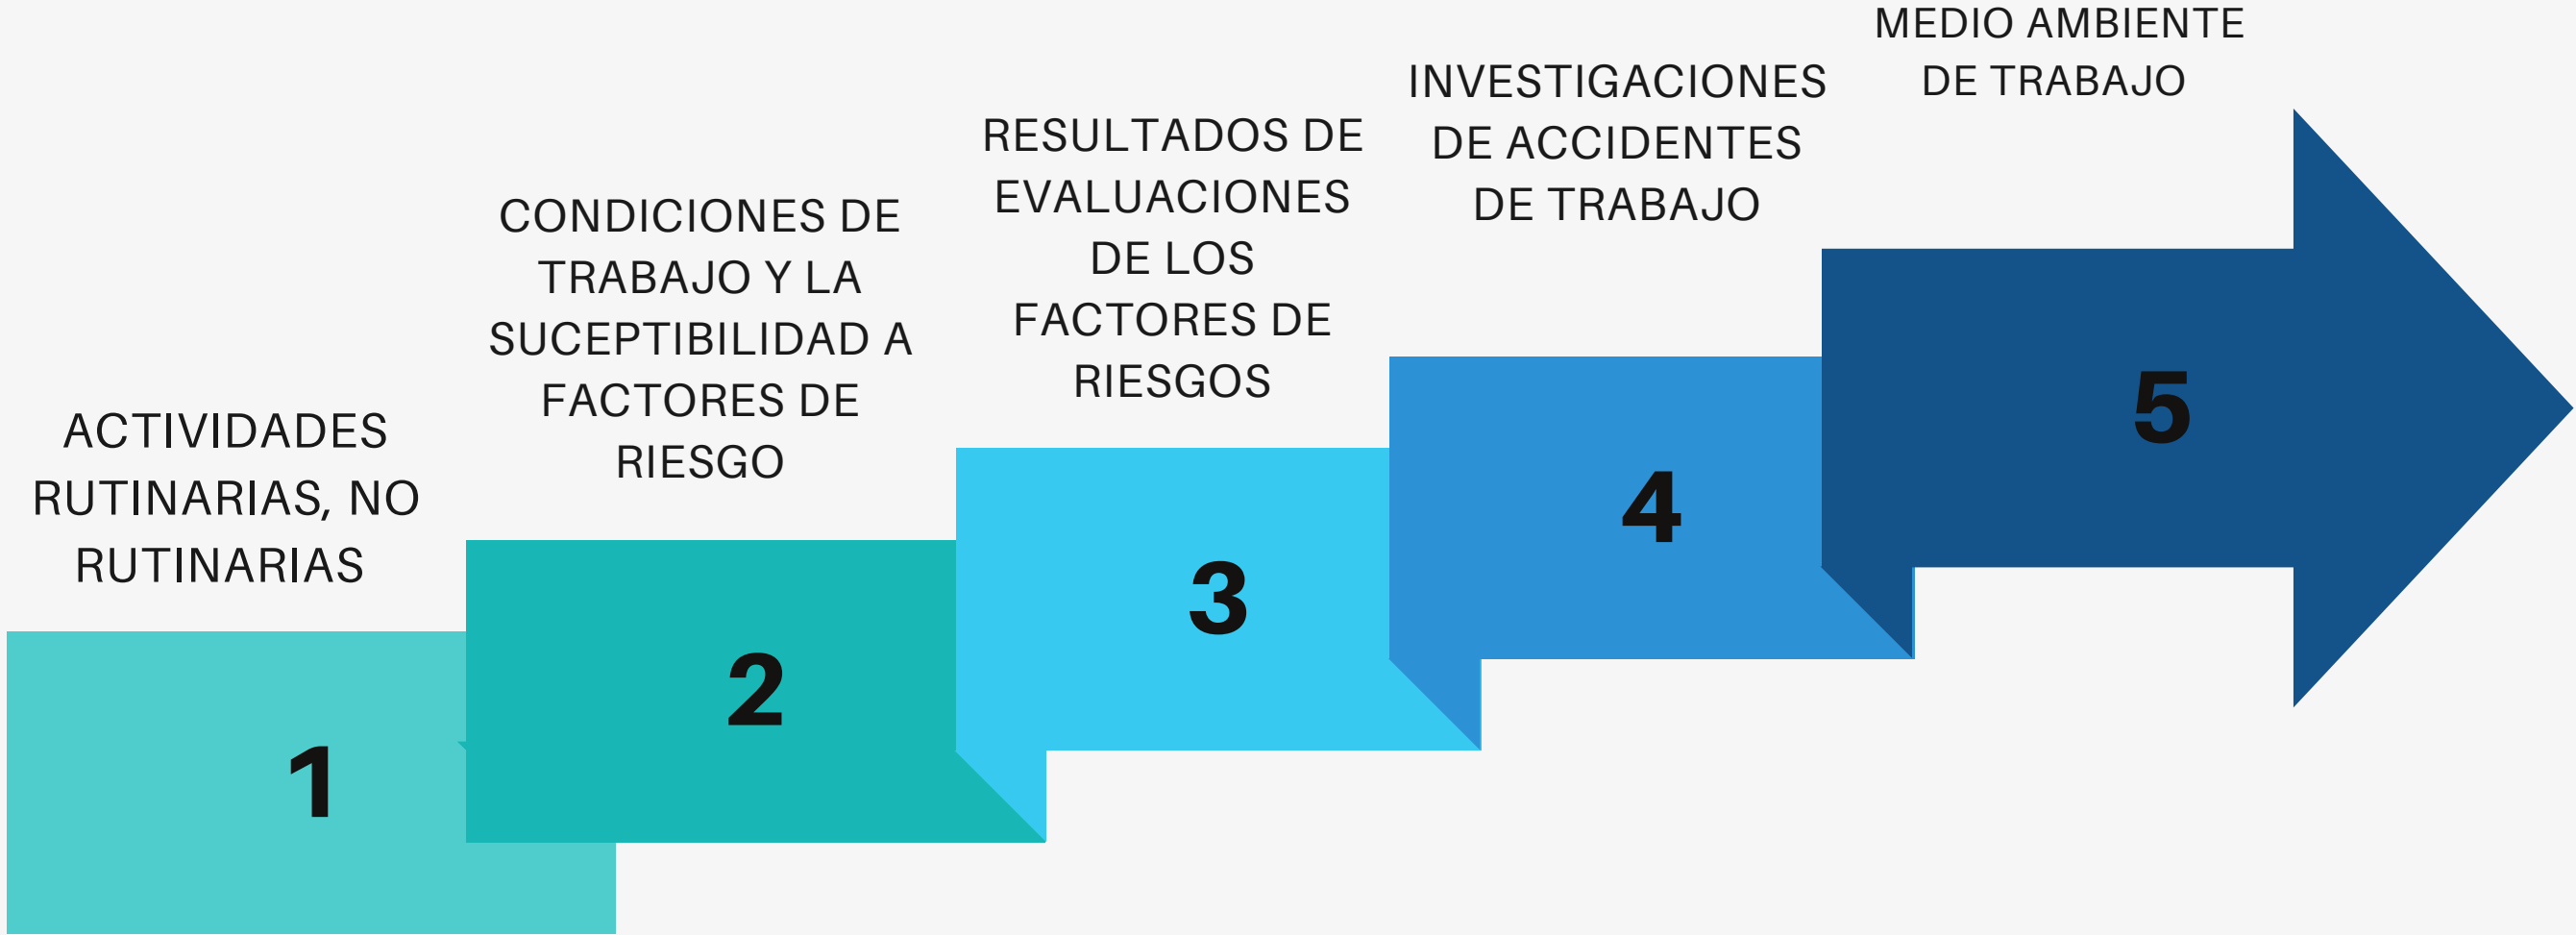 ACTIVIDADES
RUTINARIAS, NO
RUTINARIAS
1
CONDICIONES DE
TRABAJO Y LA
SUCEPTIBILIDAD A
FACTORES DE
RIESGO
2
RESULTADOS DE
EVALUACIONES
DE LOS
FACTORES DE
RIESGOS
3
INVESTIGACIONES
DE ACCIDENTES
DE TRABAJO
4
MEDIO AMBIENTE
DE TRABAJO
5